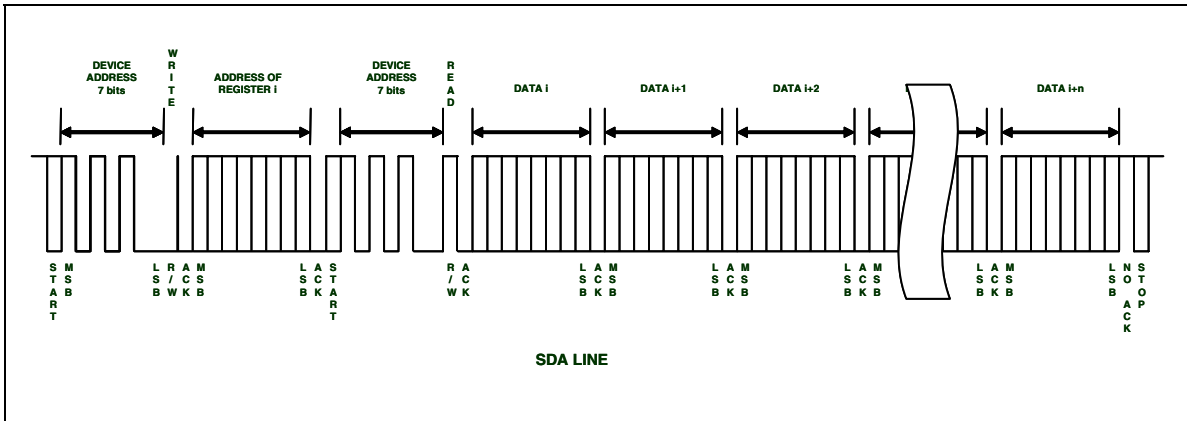 DEVICE
ADDRESS
7 bits
WRITE
ADDRESS OF
REGISTER i
DEVICE
ADDRESS
7 bits
READ
DATA i
DATA i+1
DATA i+2
DATA i+n
START
MSB
LSB
R/W
ACK
MSB
LSB
ACK
START
R/W
ACK
LSB
ACK
MSB
LSB
ACK
MSB
LSB
ACK
MSB
LSB
ACK
MSB
LSB
NO ACK
STOP
SDA LINE